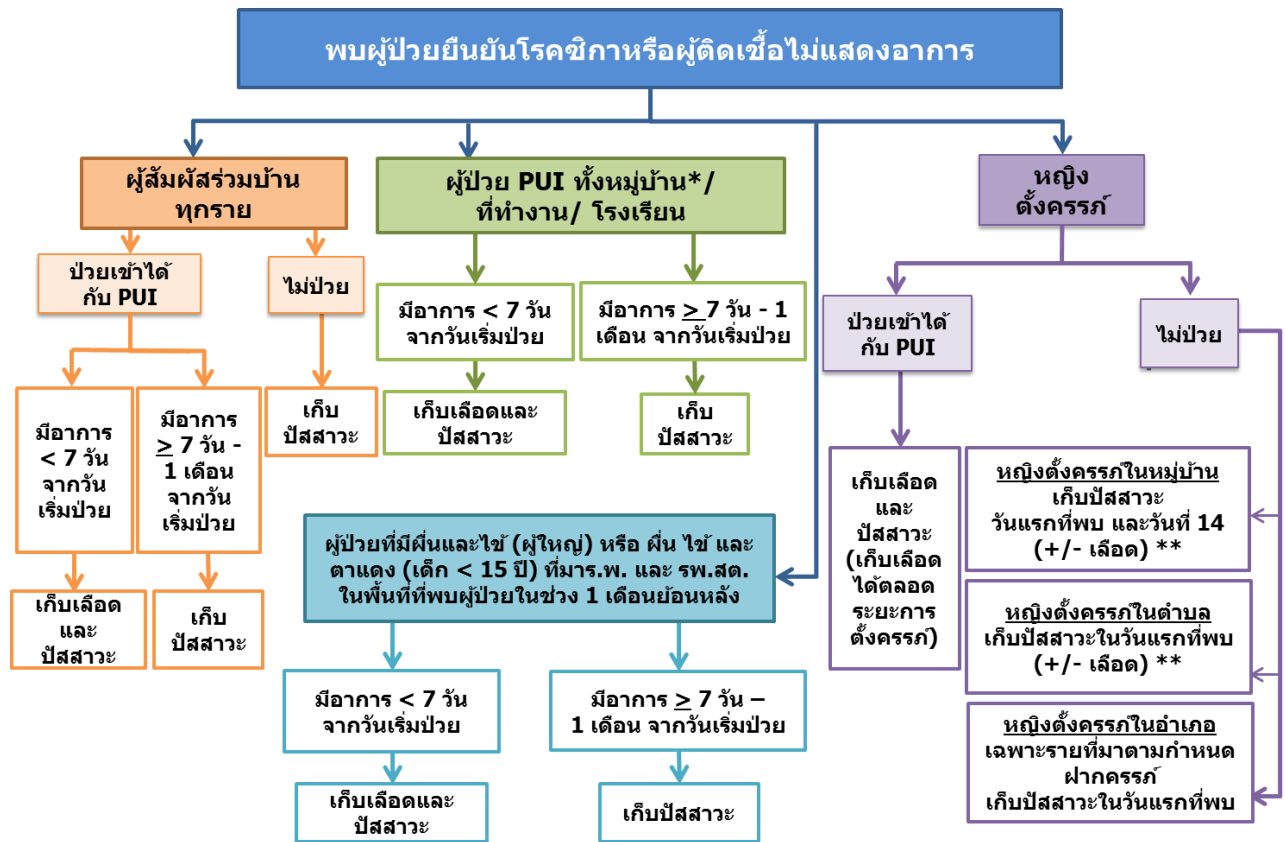 พบผู้ป่วยยืนยันโรคซิกาหรือผู้ติดเชื้อไม่แสดงอาการ
ผู้สัมผัสร่วมบ้าน
ทุกราย
ผู้ป่วย PUI ทั้งหมู่บ้าน*/
ที่ทำงาน/ โรงเรียน
หญิง
ตั้งครรภ์
ป่วยเข้าได้
กับ PUI
ไม่ป่วย
มีอาการ < 7 วัน
จากวันเริ่มป่วย
มีอาการ ≥ 7 วัน - 1
เดือน จากวันเริ่มป่วย
ป่วยเข้าได้
กับ PUI
ไม่ป่วย
มีอาการ
< 7 วัน
จากวัน
เริ่มป่วย
มีอาการ
≥ 7 วัน -
1 เดือน
จากวัน
เริ่มป่วย
เก็บ
ปัสสาวะ
เก็บเลือดและ
ปัสสาวะ
เก็บ
ปัสสาวะ
เก็บเลือด
และ
ปัสสาวะ
เก็บ
ปัสสาวะ
ผู้ป่วยที่มีผื่นและไข้ (ผู้ใหญ่) หรือ ผื่น ไข้ และ
ตาแดง (เด็ก < 15 ปี) ที่มาร.พ. และ รพ.สต.
ในพื้นที่ที่พบผู้ป่วยในช่วง 1 เดือนย้อนหลัง
มีอาการ < 7 วัน
จากวันเริ่มป่วย
มีอาการ ≥ 7 วัน –
1 เดือน จากวันเริ่มป่วย
เก็บเลือดและ
ปัสสาวะ
เก็บปัสสาวะ
เก็บเลือด
และ
ปัสสาวะ
(เก็บเลือด
ได้ตลอด
ระยะการ
ตั้งครรภ์)
หญิงตั้งครรภ์ในหมู่บ้าน
เก็บปัสสาวะ
วันแรกที่พบ และวันที่ 14
(+/- เลือด) **
หญิงตั้งครรภ์ในตำบล
เก็บปัสสาวะในวันแรกที่พบ
(+/- เลือด) **
หญิงตั้งครรภ์ในอำเภอ
เฉพาะรายที่มาตามกำหนด
ฝากครรภ์
เก็บปัสสาวะในวันแรกที่พบ